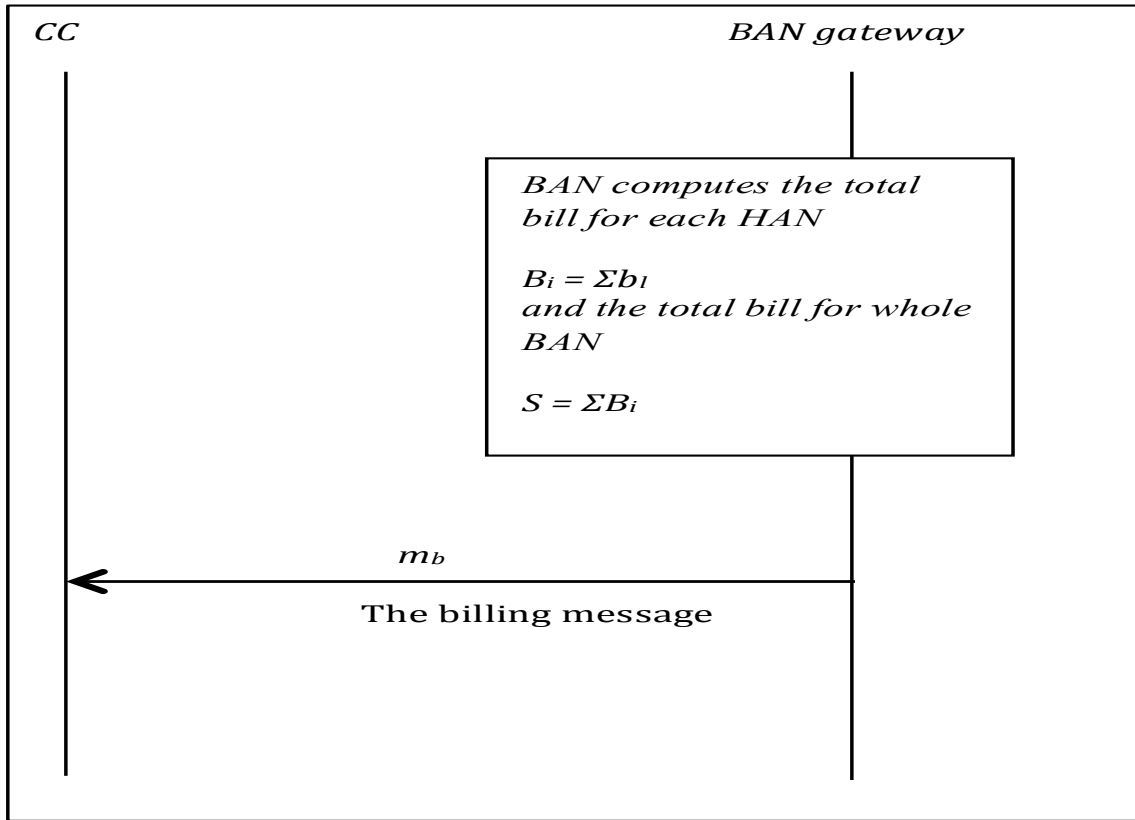 CC
BAN gateway
BAN computes the total
bill for each HAN
Bᵢ = Σbₗ
and the total bill for whole
BAN
S = ΣBᵢ
m_b
The billing message